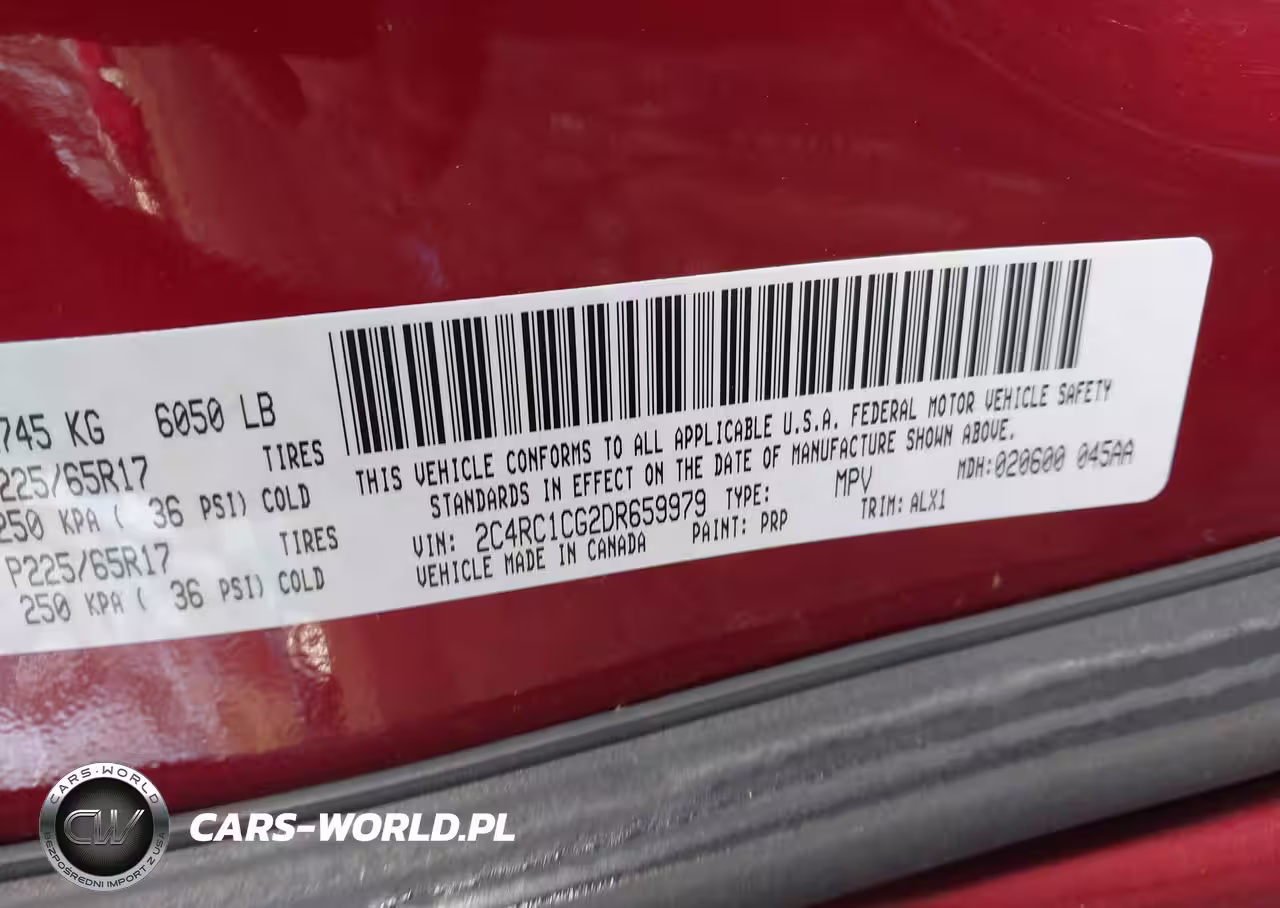 745 KG 6050 LB
225/65R17 TIRES
250 KPA ( 36 PSI) COLD
P225/65R17 TIRES
250 KPA ( 36 PSI) COLD
THIS VEHICLE CONFORMS TO ALL APPLICABLE U.S.A. FEDERAL MOTOR VEHICLE SAFETY
STANDARDS IN EFFECT ON THE DATE OF MANUFACTURE SHOWN ABOVE.
VIN: 2C4RC1CG2DR659979 TYPE: MPV MDH:020600 045AA
VEHICLE MADE IN CANADA PAINT: PRP TRIM: ALX1
CARS-WORLD
CW
BEZPOŚREDNI IMPORT Z USA
CARS-WORLD.PL